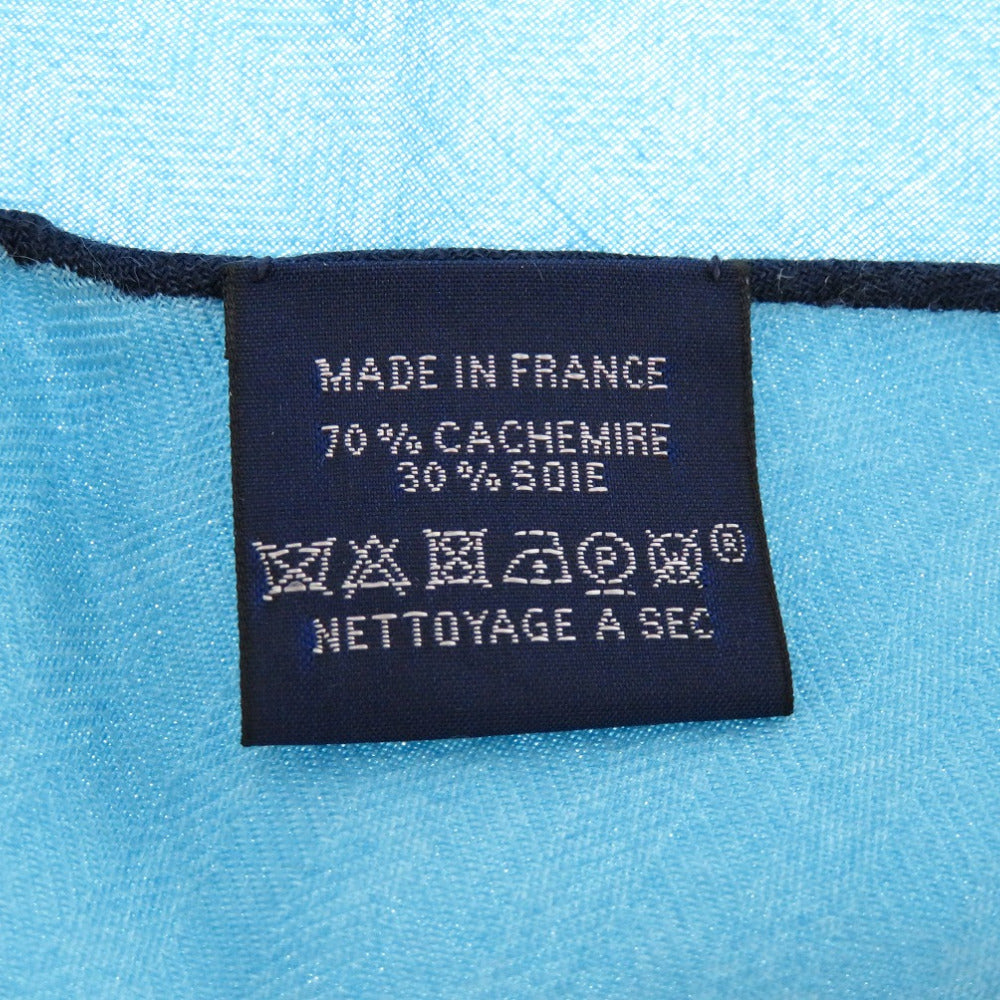 MADE IN FRANCE
70 % CACHEMIRE
30 % SOIE
P W ®
NETTOYAGE A SEC